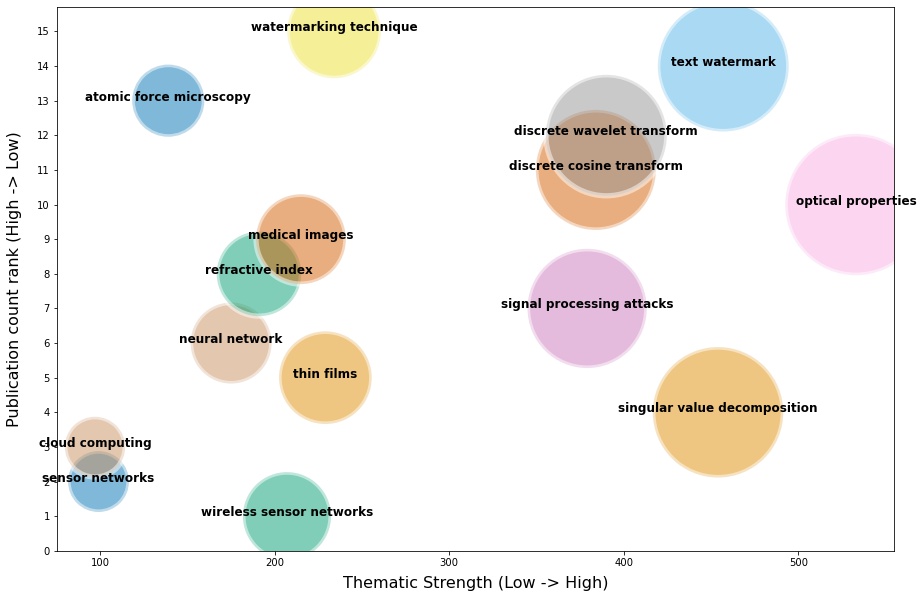 Publication count rank (High -> Low)
15
watermarking technique
14
text watermark
13
atomic force microscopy
12
discrete wavelet transform
11
discrete cosine transform
10
optical properties
9
medical images
8
refractive index
7
signal processing attacks
6
neural network
5
thin films
4
singular value decomposition
3
cloud computing
2
sensor networks
1
wireless sensor networks
0
100 200 300 400 500
Thematic Strength (Low -> High)